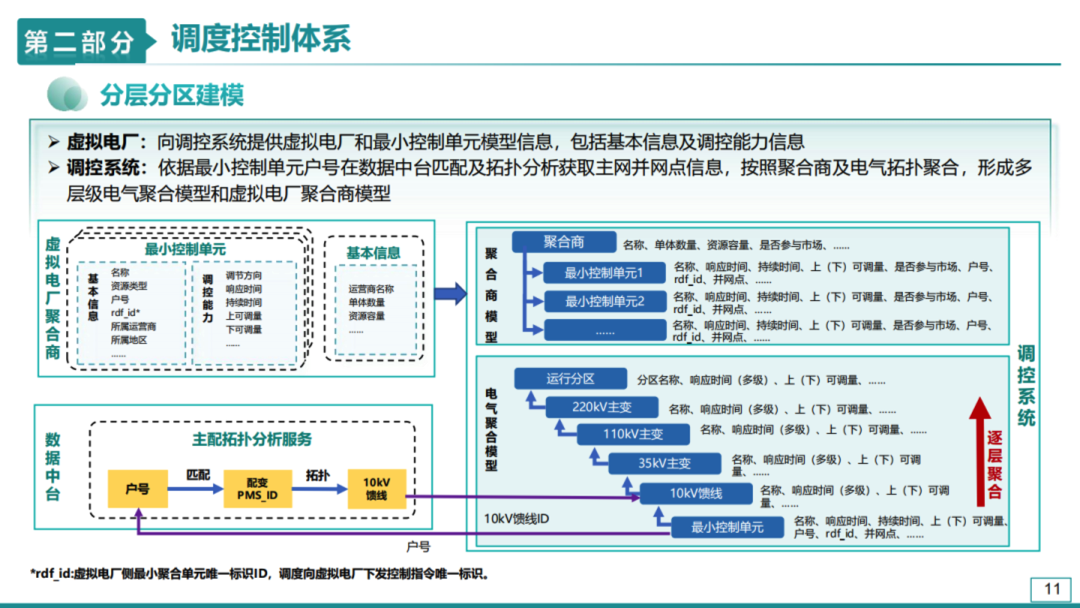 第二部分
调度控制体系
分层分区建模
➢ 虚拟电厂：向调控系统提供虚拟电厂和最小控制单元模型信息，包括基本信息及调控能力信息
➢ 调控系统：依据最小控制单元户号在数据中台匹配及拓扑分析获取主网并网点信息，按照聚合商及电气拓扑聚合，形成多
层级电气聚合模型和虚拟电厂聚合商模型
虚拟电厂聚合商
最小控制单元
基本信息
名称
资源类型
户号
rdf_id*
所属运营商
所属地区
......
调控能力
调节方向
响应时间
持续时间
上可调量
下可调量
......
基本信息
运营商名称
单体数量
资源容量
......
数据中台
主配拓扑分析服务
户号
匹配
配变
PMS_ID
拓扑
10kV
馈线
聚合商模型
聚合商
名称、单体数量、资源容量、是否参与市场、......
最小控制单元1
名称、响应时间、持续时间、上（下）可调量、是否参与市场、户号、
rdf_id、并网点、......
最小控制单元2
名称、响应时间、持续时间、上（下）可调量、是否参与市场、户号、
rdf_id、并网点、......
......
名称、响应时间、持续时间、上（下）可调量、是否参与市场、户号、
rdf_id、并网点、......
电气聚合模型
运行分区
分区名称、响应时间（多级）、上（下）可调量、......
220kV主变
名称、响应时间（多级）、上（下）可调量、......
110kV主变
名称、响应时间（多级）、上（下）可调量、......
35kV主变
名称、响应时间（多级）、上（下）可调
量、......
10kV馈线
名称、响应时间（多级）、上（下）可调
量、......
最小控制单元
名称、响应时间、持续时间、上（下）可调量、
户号、rdf_id、并网点、......
10kV馈线ID
户号
逐层聚合
调控系统
*rdf_id:虚拟电厂侧最小聚合单元唯一标识ID，调度向虚拟电厂下发控制指令唯一标识。
11